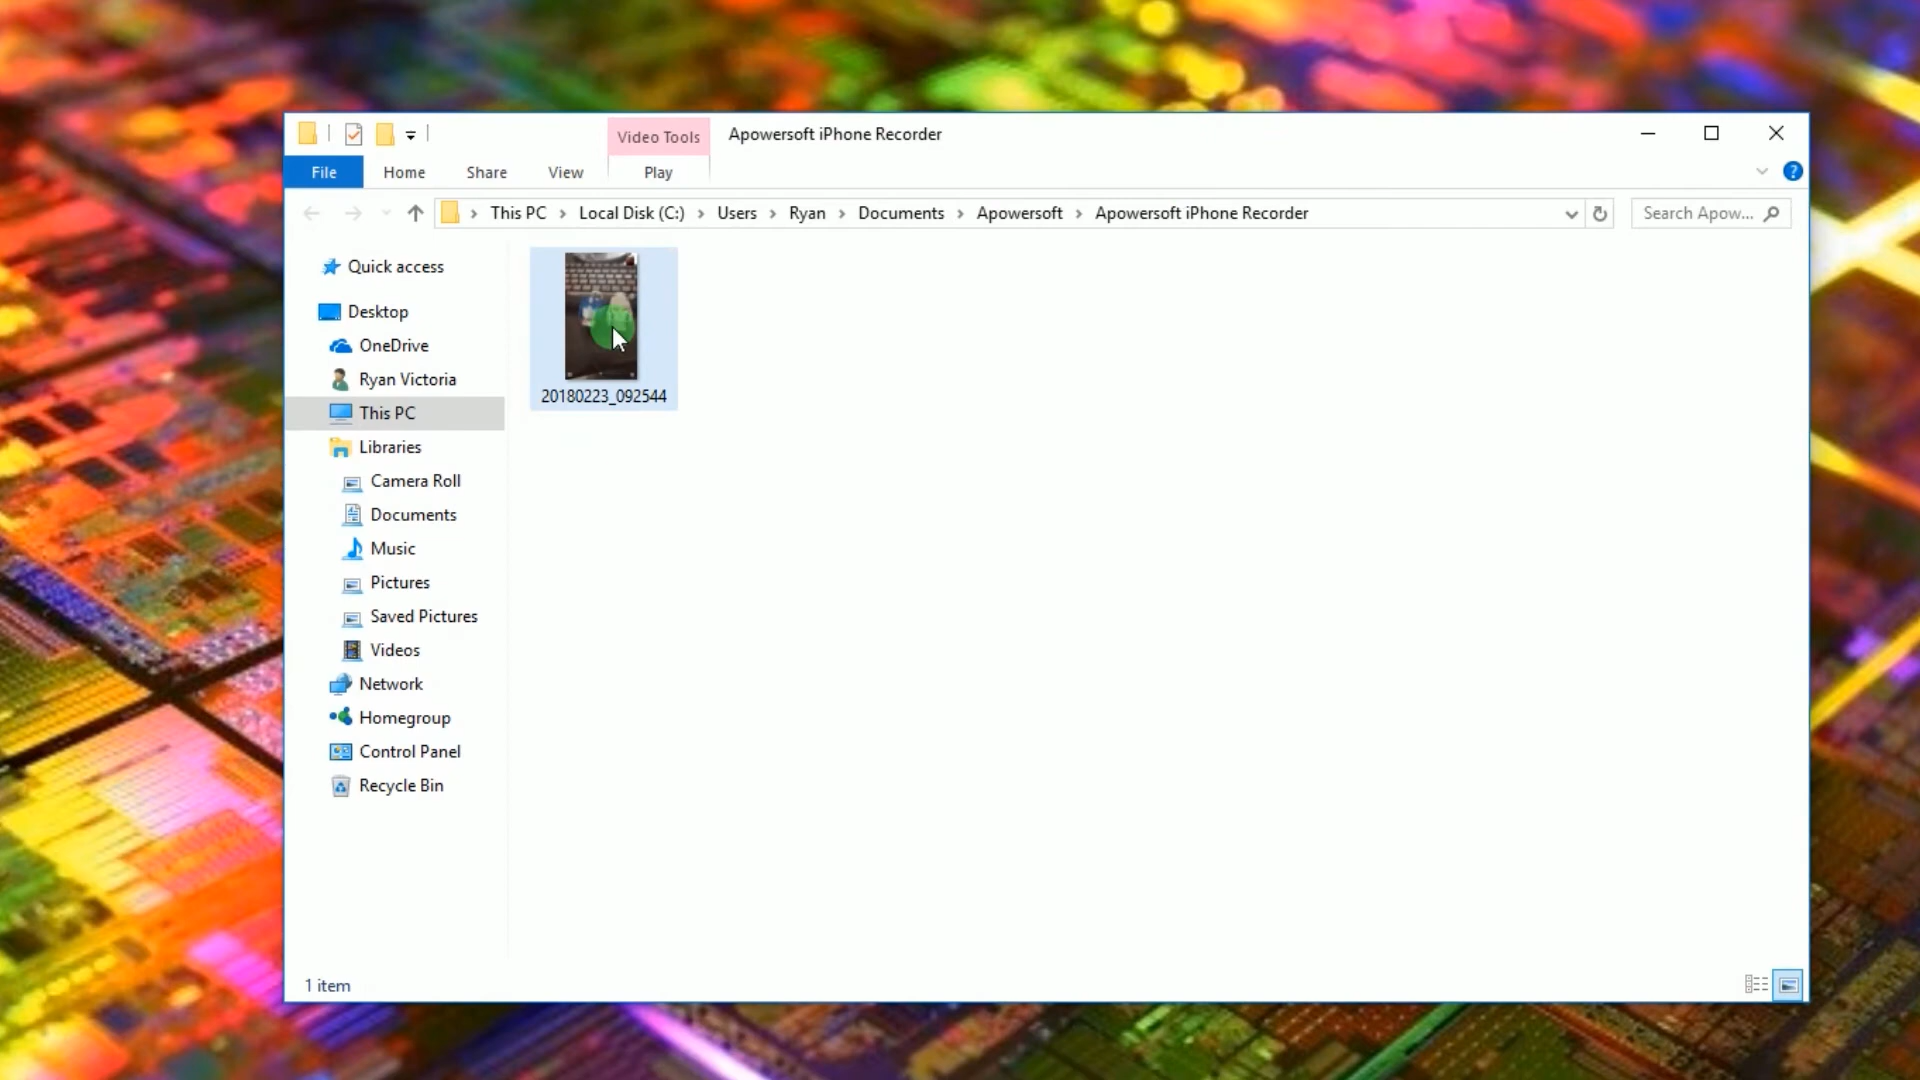 Video Tools
Apowersoft iPhone Recorder
File
Home
Share
View
Play
This PC
Local Disk (C:)
Users
Ryan
Documents
Apowersoft
Apowersoft iPhone Recorder
Search Apow...
Quick access
Desktop
OneDrive
Ryan Victoria
This PC
Libraries
Camera Roll
Documents
Music
Pictures
Saved Pictures
Videos
Network
Homegroup
Control Panel
Recycle Bin
20180223_092544
1 item